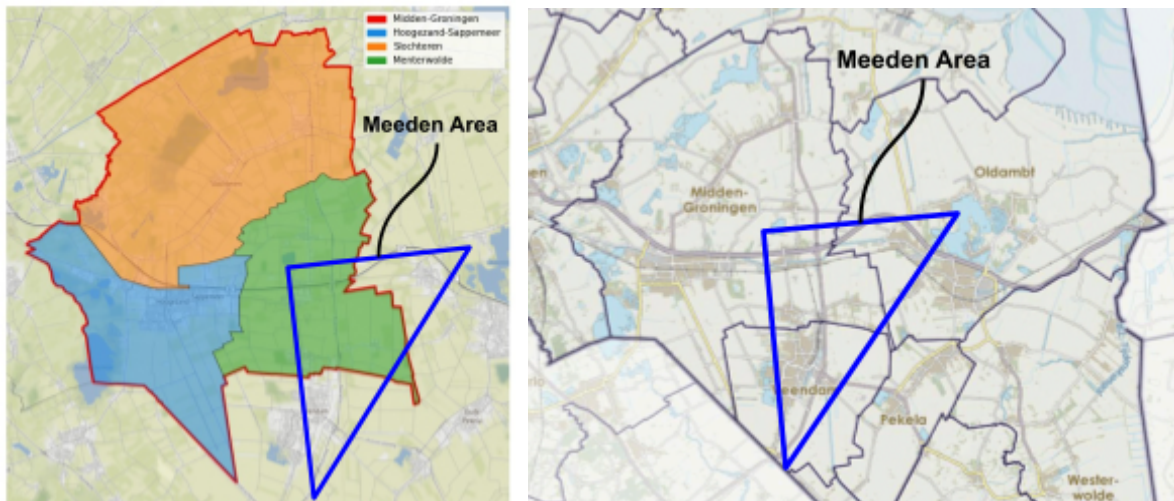 Midden-Groningen
Hoogezand-Sappemeer
Slochteren
Menterwolde
Meeden Area
Meeden Area
Midden-
Groningen
Oldambt
Pekela
Wester-
wolde